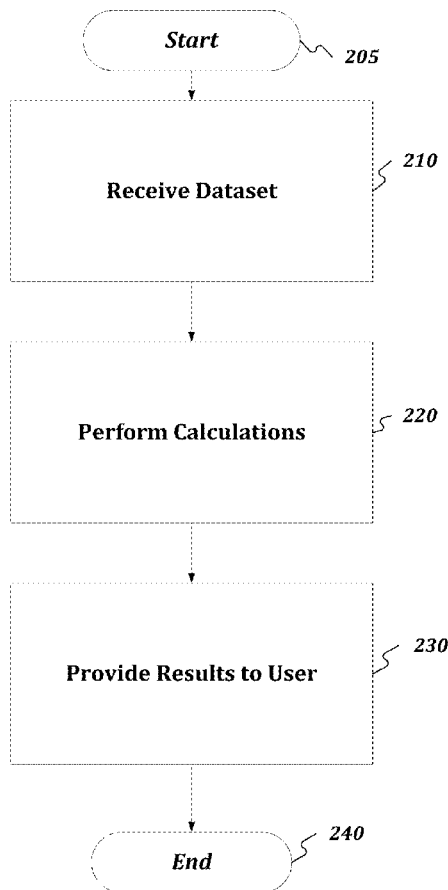 Start
205
Receive Dataset
210
Perform Calculations
220
Provide Results to User
230
End
240